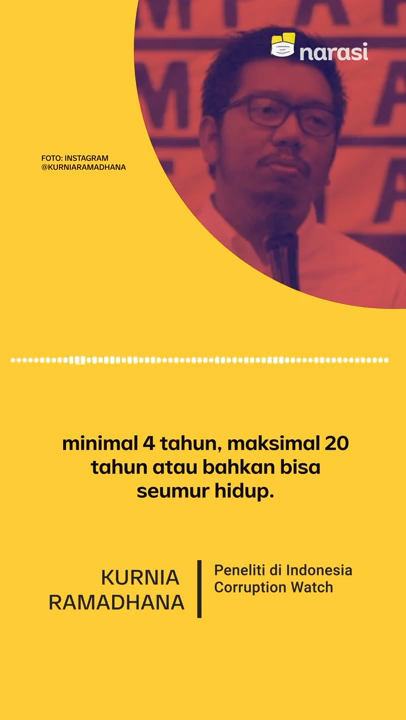 narasi
FOTO: INSTAGRAM
@KURNIARAMADHANA
minimal 4 tahun, maksimal 20
tahun atau bahkan bisa
seumur hidup.
KURNIA
RAMADHANA
Peneliti di Indonesia
Corruption Watch